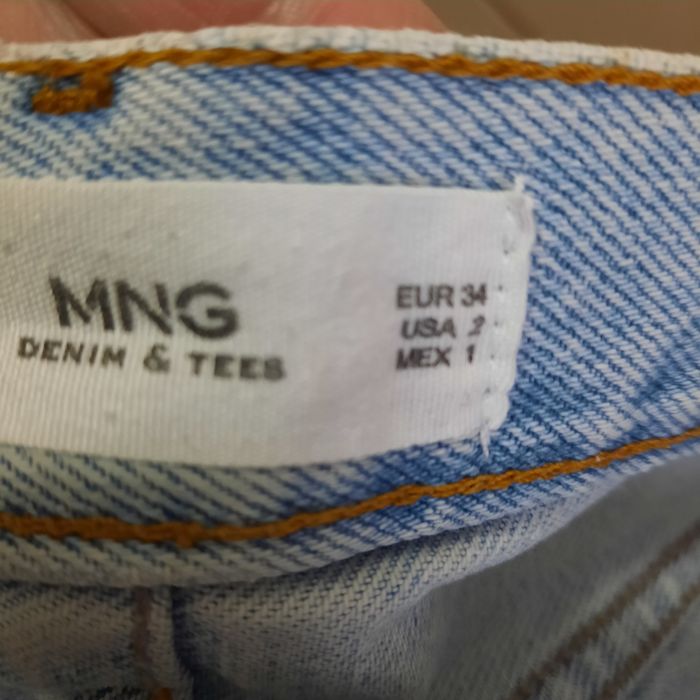 MNG
DENIM & TEES
EUR 34
USA 2
MEX 1